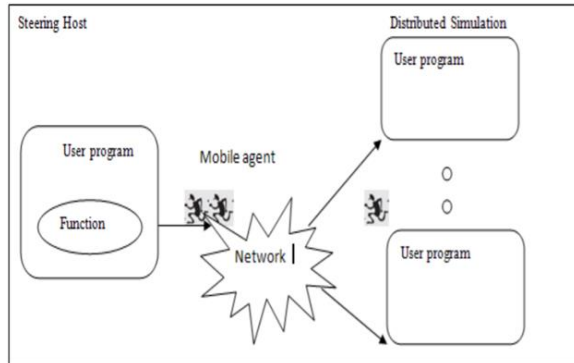 Steering Host
Distributed Simulation
User program
User program
Mobile agent
Function
Network
User program